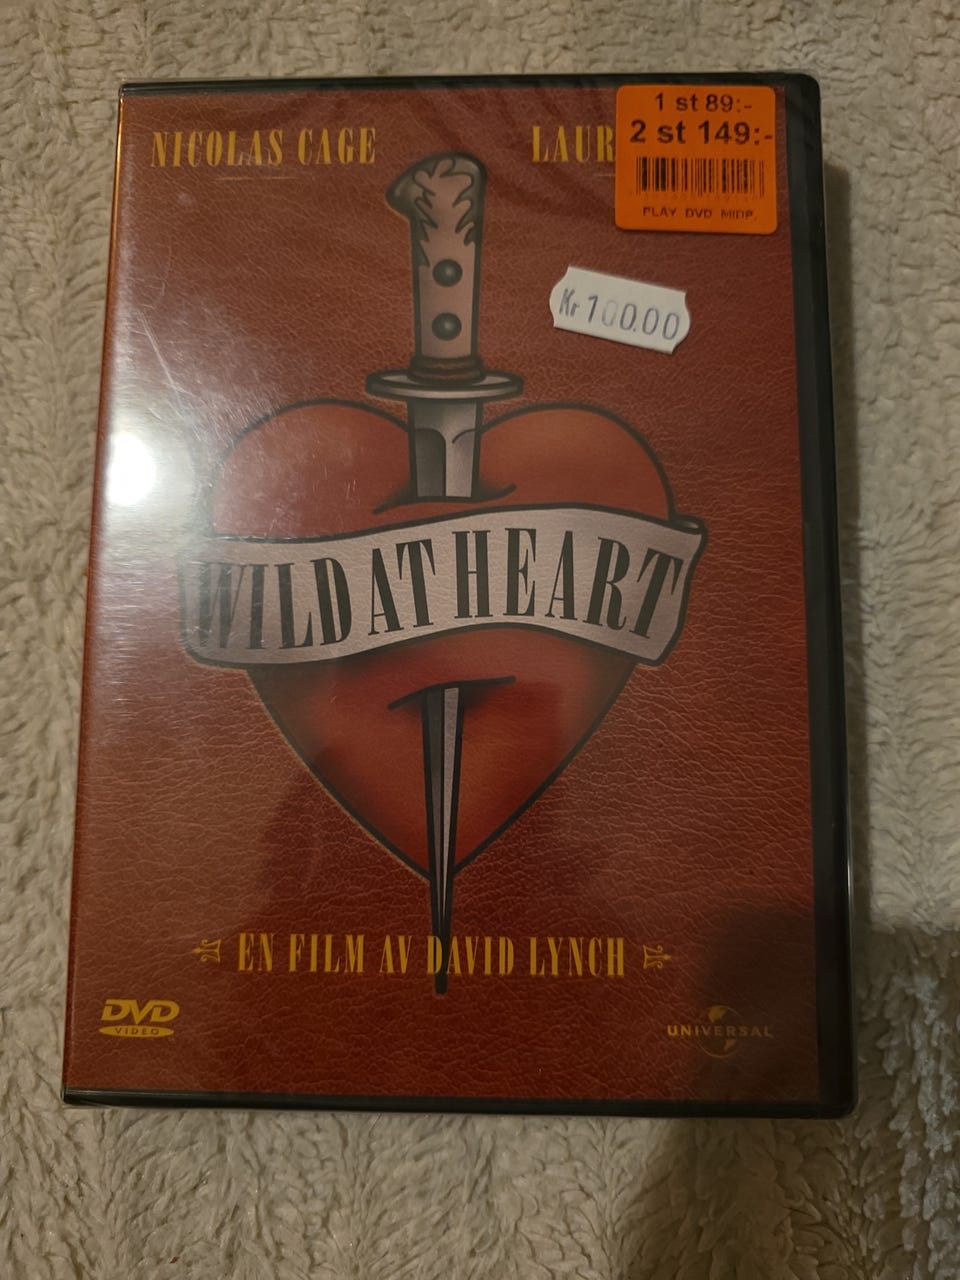 NICOLAS CAGE
LAUR
1 st 89:-
2 st 149:-
PLAY DVD MIDP.
Kr 100.00
WILD AT HEART
EN FILM AV DAVID LYNCH
DVD
VIDEO
UNIVERSAL